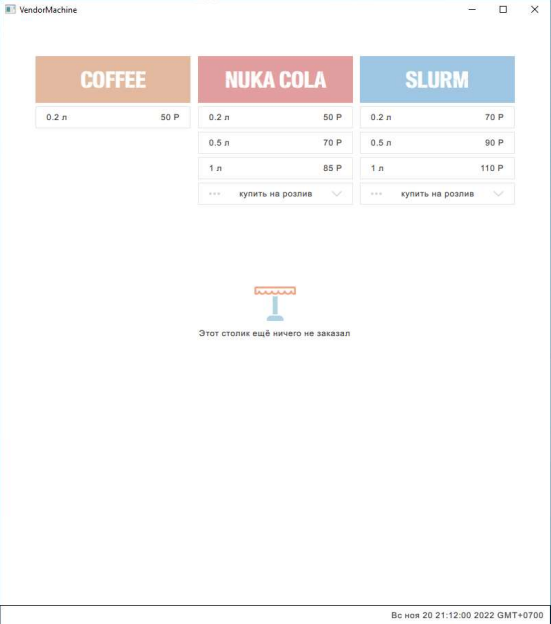 VendorMachine
COFFEE
0.2 л 50 Р
NUKA COLA
0.2 л 50 Р
0.5 л 70 Р
1 л 85 Р
купить на розлив
SLURM
0.2 л 70 Р
0.5 л 90 Р
1 л 110 Р
купить на розлив
Этот столик ещё ничего не заказал
Вс ноя 20 21:12:00 2022 GMT+0700